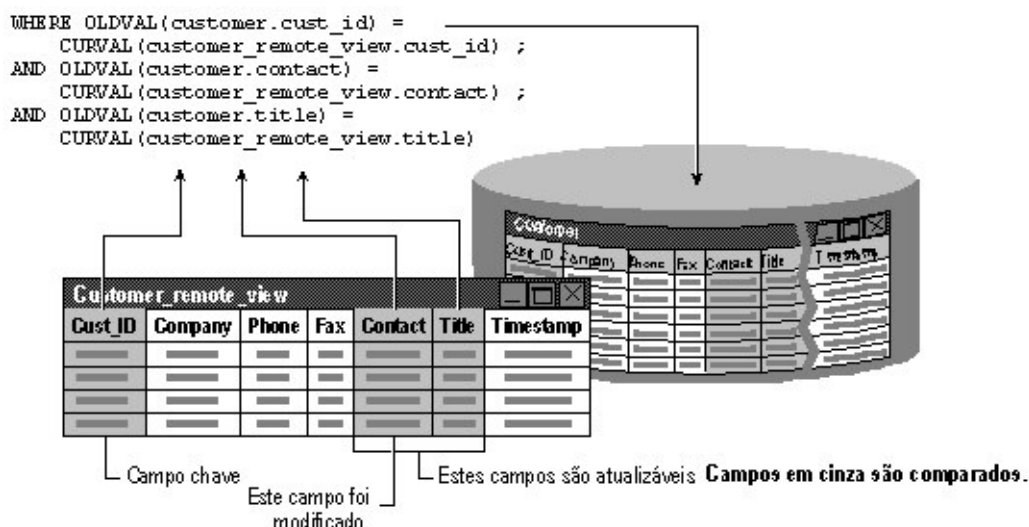 WHERE OLDVAL(customer.cust_id) =
CURVAL(customer_remote_view.cust_id) ;
AND OLDVAL(customer.contact) =
CURVAL(customer_remote_view.contact) ;
AND OLDVAL(customer.title) =
CURVAL(customer_remote_view.title)
Customer
Cust_ID Company Phone Fax Contact Title Timestamp
Customer_remote_view
Cust_ID Company Phone Fax Contact Title Timestamp
Campo chave
Estes campos são atualizáveis Campos em cinza são comparados.
Este campo foi
modificado